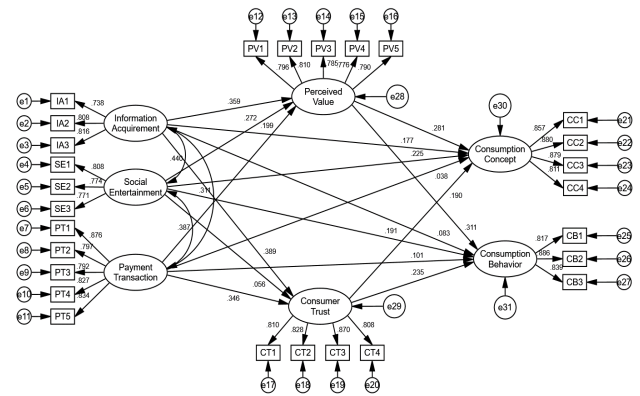 e12 e13 e14 e15 e16
PV1 PV2 PV3 PV4 PV5
.796 .810 .785 .776 .790
Perceived
Value
e28
e1 IA1 .738
e2 IA2 .808
e3 IA3 .816
Information
Acquirement
e4 SE1 .808
e5 SE2 .774
e6 SE3 .771
Social
Entertainment
e7 PT1 .876
e8 PT2 .797
e9 PT3 .792
e10 PT4 .827
e11 PT5 .834
Payment
Transaction
.359
.272
.199
.440
.311
.387
.177
.225
.038
.281
.190
.311
.191
.083
.101
.235
.389
.056
.346
e30
Consumption
Concept
.857 CC1 e21
.880 CC2 e22
.879 CC3 e23
.811 CC4 e24
Consumption
Behavior
e31
.817 CB1 e25
.886 CB2 e26
.839 CB3 e27
Consumer
Trust
e29
.810 .828 .870 .808
CT1 CT2 CT3 CT4
e17 e18 e19 e20